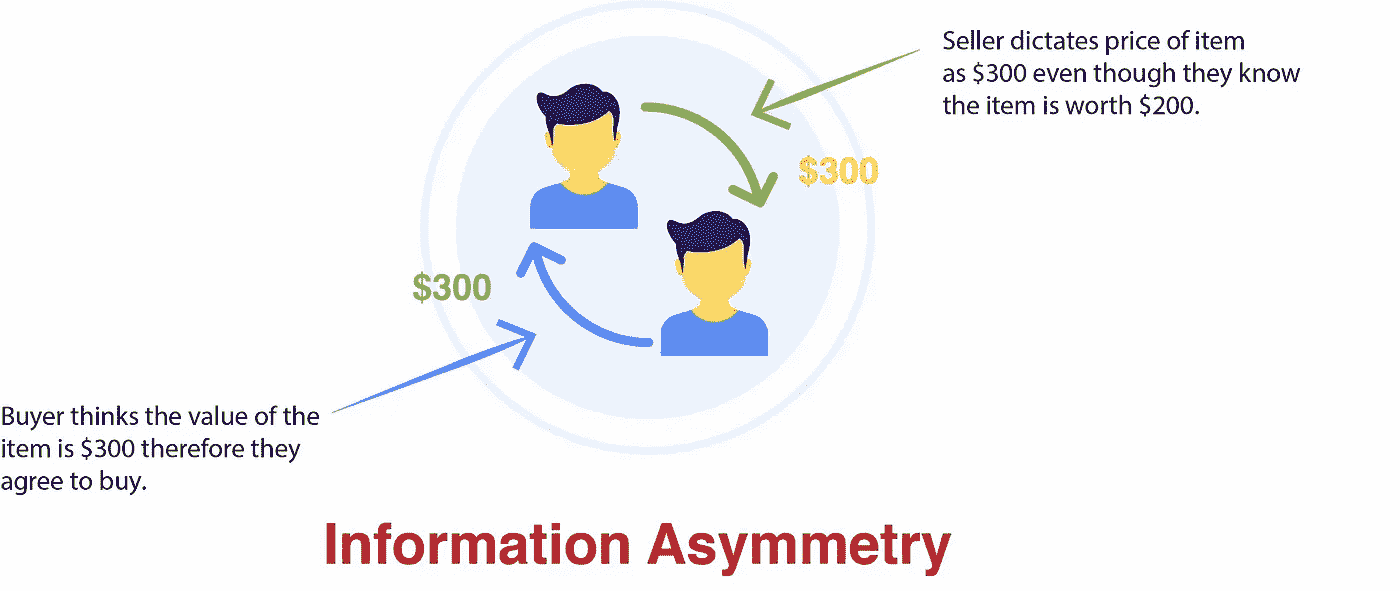 Seller dictates price of item
as $300 even though they know
the item is worth $200.
$300
$300
Buyer thinks the value of the
item is $300 therefore they
agree to buy.
Information Asymmetry